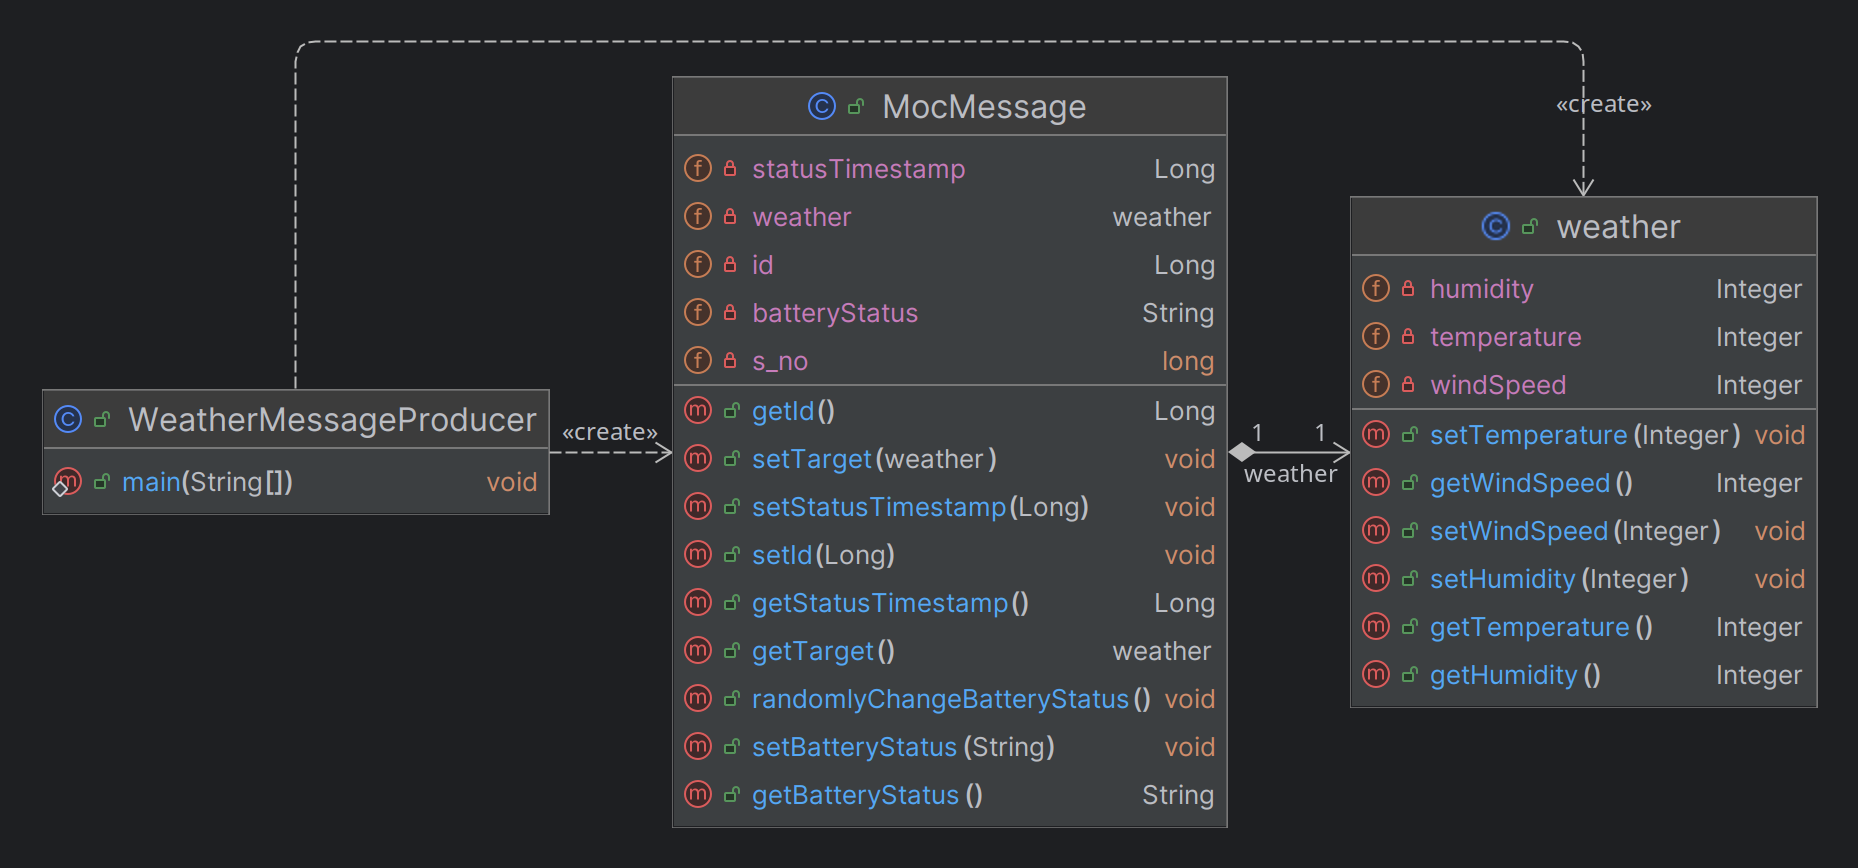 «create»
MocMessage
statusTimestamp Long
weather weather
id Long
batteryStatus String
s_no long
getId() Long
setTarget(weather) void
setStatusTimestamp(Long) void
setId(Long) void
getStatusTimestamp() Long
getTarget() weather
randomlyChangeBatteryStatus() void
setBatteryStatus(String) void
getBatteryStatus() String
WeatherMessageProducer
main(String[]) void
«create»
1 1
weather
weather
humidity Integer
temperature Integer
windSpeed Integer
setTemperature(Integer) void
getWindSpeed() Integer
setWindSpeed(Integer) void
setHumidity(Integer) void
getTemperature() Integer
getHumidity() Integer